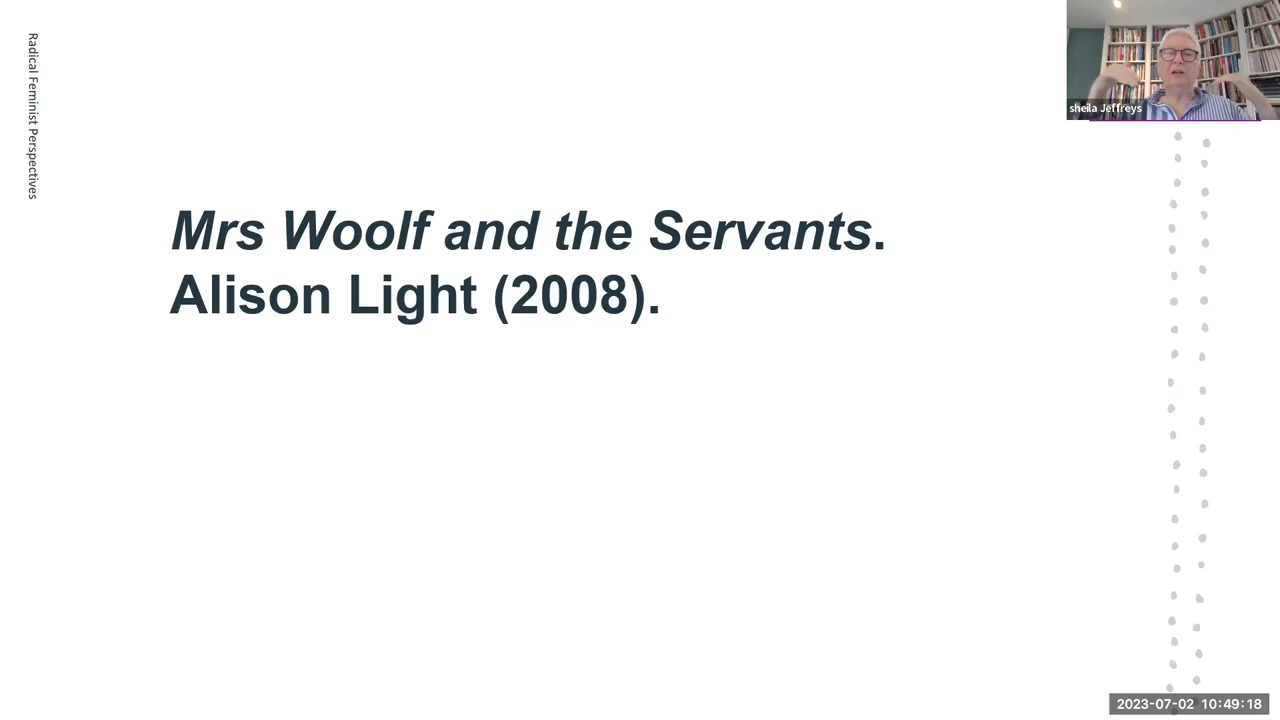 Radical Feminist Perspectives
sheila Jeffreys
Mrs Woolf and the Servants.
Alison Light (2008).
2023-07-02 10:49:18